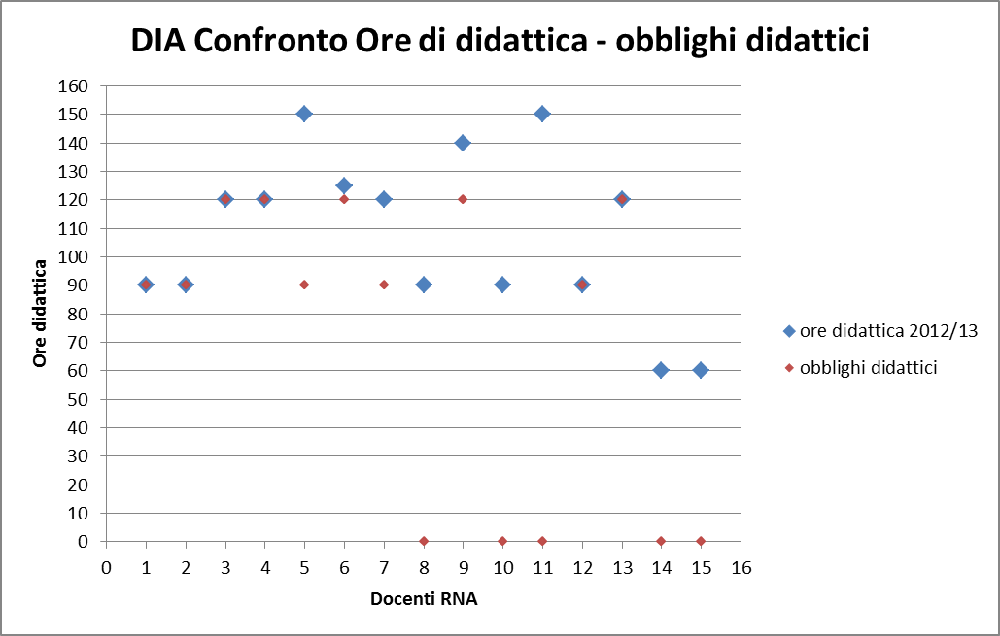 DIA Confronto Ore di didattica - obblighi didattici
160
150
140
130
120
110
100
90
80
70
60
50
40
30
20
10
0
Ore didattica
0 1 2 3 4 5 6 7 8 9 10 11 12 13 14 15 16
Docenti RNA
ore didattica 2012/13
obblighi didattici